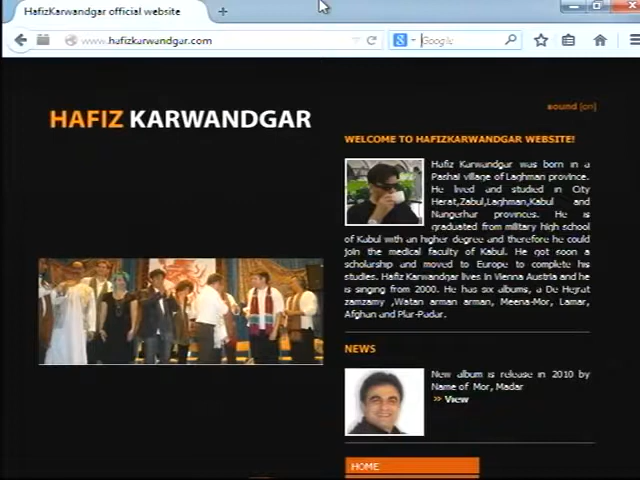 HafizKarwandgar official website
www.hafizkarwandgar.com
Google
sound [on]
HAFIZ KARWANDGAR
WELCOME TO HAFIZKARWANDGAR WEBSITE!
Hafiz Karwandgar was born in a
Pashai village of Laghman province.
He lived and studied in City
Herat,Zabul,Laghman,Kabul and
Nangerhar provinces. He is
graduated from military high school
of Kabul with an higher degree and therefore he could
join the medical faculty of Kabul. He got soon a
scholarship and moved to Europe to complete his
studies. Hafiz Karwandgar lives in Vienna Austria and he
is singing from 2000. He has six albums, a De Hejrat
zamzamy ,Watan arman arman, Meena-Mor, Lamar,
Afghan and Plar-Padar.
NEWS
New album is release in 2010 by
Name of Mor, Madar
» View
HOME